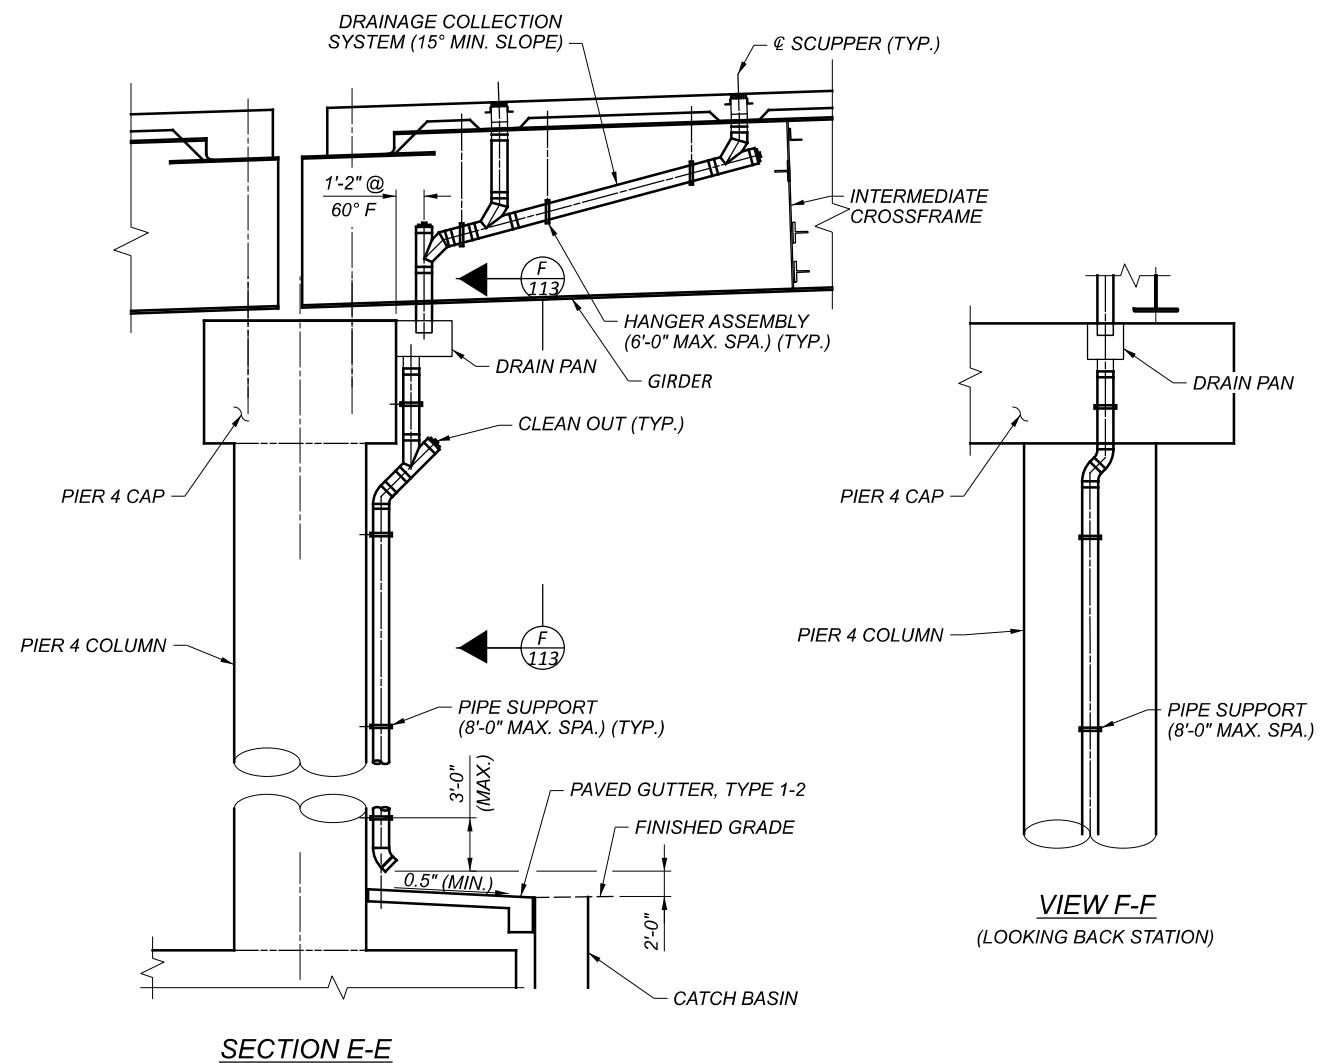 DRAINAGE COLLECTION
SYSTEM (15° MIN. SLOPE)
℄ SCUPPER (TYP.)
1'-2" @
60° F
INTERMEDIATE
CROSSFRAME
F
113
HANGER ASSEMBLY
(6'-0" MAX. SPA.) (TYP.)
DRAIN PAN
GIRDER
DRAIN PAN
CLEAN OUT (TYP.)
PIER 4 CAP
PIER 4 CAP
PIER 4 COLUMN
F
113
PIER 4 COLUMN
PIPE SUPPORT
(8'-0" MAX. SPA.) (TYP.)
PIPE SUPPORT
(8'-0" MAX. SPA.)
3'-0"
(MAX.)
PAVED GUTTER, TYPE 1-2
FINISHED GRADE
0.5" (MIN.)
2'-0"
VIEW F-F
(LOOKING BACK STATION)
CATCH BASIN
SECTION E-E